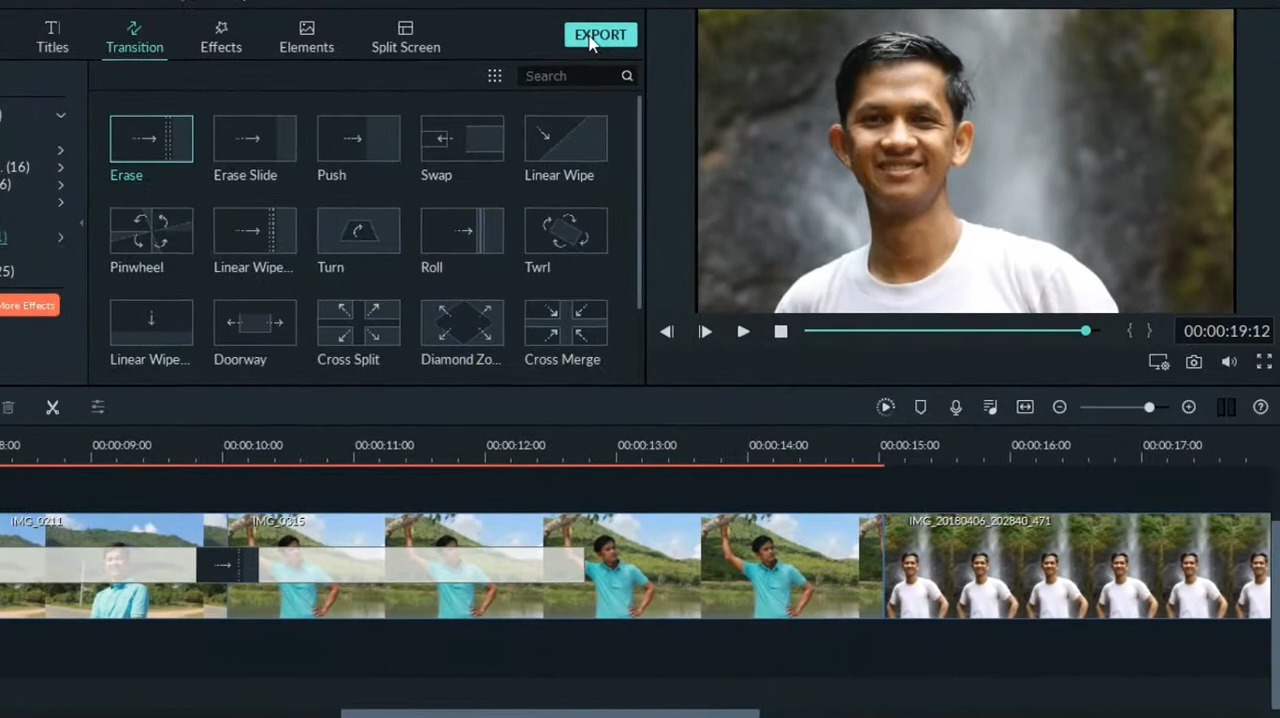 Titles
Transition
Effects
Elements
Split Screen
EXPORT
Search
Erase
Erase Slide
Push
Swap
Linear Wipe
(16)
6)
Pinwheel
Linear Wipe...
Turn
Roll
Twrl
25)
More Effects
Linear Wipe...
Doorway
Cross Split
Diamond Zo...
Cross Merge
00:00:19:12
8:00
00:00:09:00
00:00:10:00
00:00:11:00
00:00:12:00
00:00:13:00
00:00:14:00
00:00:15:00
00:00:16:00
00:00:17:00
IMG_0211
IMG_0315
IMG_20180406_202840_471